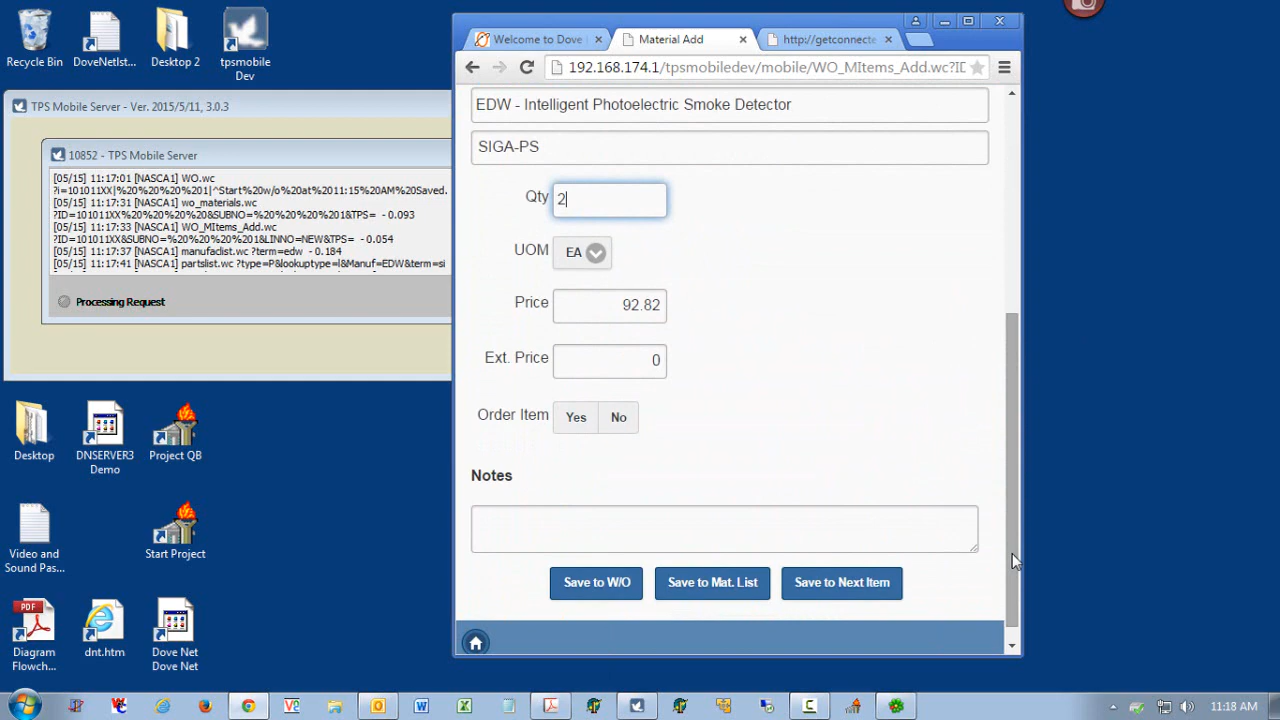 Recycle Bin
DoveNetIst...
Desktop 2
tpsmobile
Dev
TPS Mobile Server - Ver. 2015/5/11, 3.0.3
10852 - TPS Mobile Server
[05/15] 11:17:01 [NASCA1] WO.wc
?i=101011XX|%20%20%20%201|^Start%20w/o%20at%2011:15%20AM%20Saved.
[05/15] 11:17:31 [NASCA1] wo_materials.wc
?ID=101011XX%20%20%20%20&SUBNO=%20%20%20%201&TPS= - 0.093
[05/15] 11:17:33 [NASCA1] WO_MItems_Add.wc
?ID=101011XX&SUBNO=%20%20%20%201&LINNO=NEW&TPS= - 0.054
[05/15] 11:17:37 [NASCA1] manufaclist.wc ?term=edw - 0.184
[05/15] 11:17:41 [NASCA1] partslist.wc ?type=P&lookuptype=I&Manuf=EDW&term=si
Processing Request
Desktop
DNSERVER3
Demo
Project QB
Video and
Sound Pas...
Start Project
PDF
Diagram
Flowch...
dnt.htm
Dove Net
Dove Net
Welcome to Dove
Material Add
http://getconnecte
192.168.174.1/tpsmobiledev/mobile/WO_MItems_Add.wc?ID
EDW - Intelligent Photoelectric Smoke Detector
SIGA-PS
Qty 2
UOM EA
Price 92.82
Ext. Price 0
Order Item Yes No
Notes
Save to W/O Save to Mat. List Save to Next Item
11:18 AM